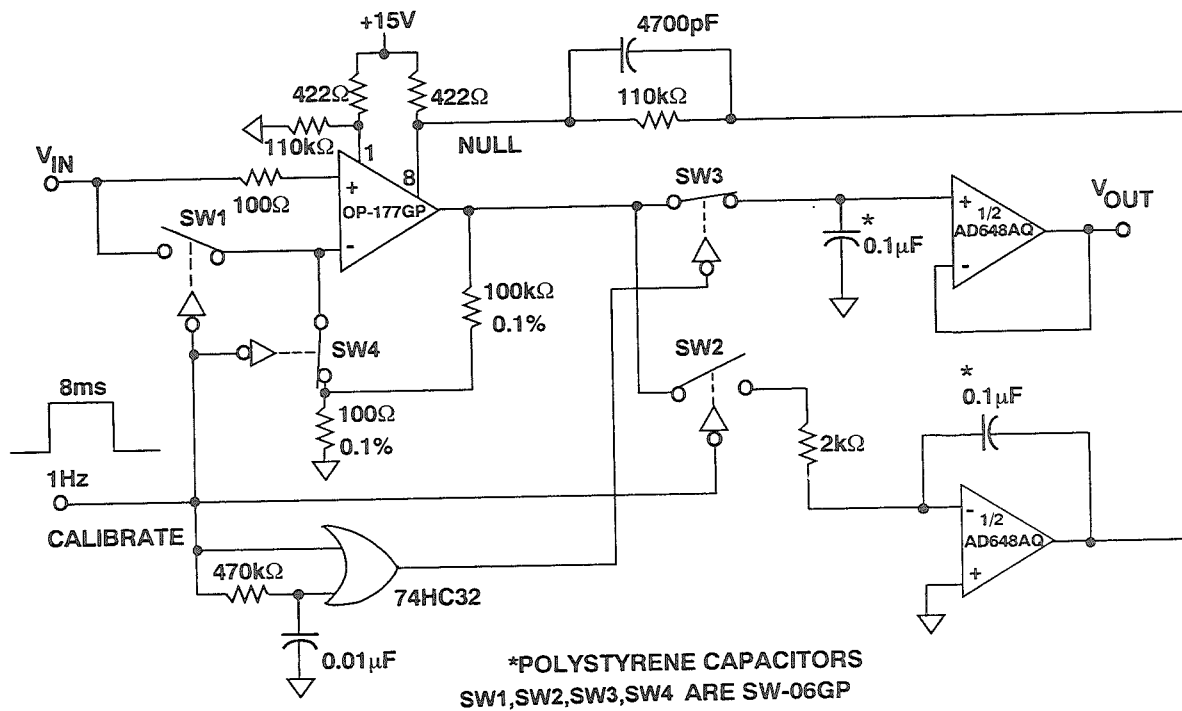 +15V
4700pF
422Ω
422Ω
110kΩ
110kΩ
NULL
1
8
V_IN
100Ω
+
OP-177GP
-
SW1
SW3
*
0.1μF
+
1/2
AD648AQ
-
V_OUT
100kΩ
0.1%
SW4
SW2
8ms
100Ω
0.1%
*
0.1μF
2kΩ
1Hz
CALIBRATE
-
1/2
AD648AQ
+
470kΩ
74HC32
0.01μF
*POLYSTYRENE CAPACITORS
SW1,SW2,SW3,SW4 ARE SW-06GP